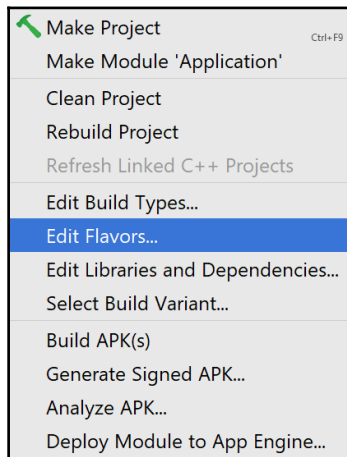 Make Project Ctrl+F9
Make Module 'Application'
Clean Project
Rebuild Project
Refresh Linked C++ Projects
Edit Build Types...
Edit Flavors...
Edit Libraries and Dependencies...
Select Build Variant...
Build APK(s)
Generate Signed APK...
Analyze APK...
Deploy Module to App Engine...